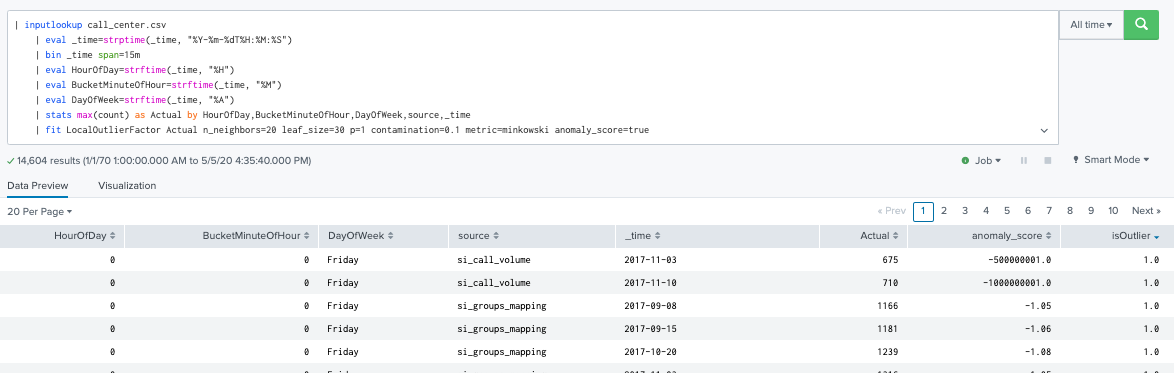 | inputlookup call_center.csv
| eval _time=strptime(_time, "%Y-%m-%dT%H:%M:%S")
| bin _time span=15m
| eval HourOfDay=strftime(_time, "%H")
| eval BucketMinuteOfHour=strftime(_time, "%M")
| eval DayOfWeek=strftime(_time, "%A")
| stats max(count) as Actual by HourOfDay,BucketMinuteOfHour,DayOfWeek,source,_time
| fit LocalOutlierFactor Actual n_neighbors=20 leaf_size=30 p=1 contamination=0.1 metric=minkowski anomaly_score=true
All time
14,604 results (1/1/70 1:00:00.000 AM to 5/5/20 4:35:40.000 PM) Job Smart Mode
Data Preview Visualization
20 Per Page « Prev 1 2 3 4 5 6 7 8 9 10 Next »
HourOfDay BucketMinuteOfHour DayOfWeek source _time Actual anomaly_score isOutlier
0 0 Friday si_call_volume 2017-11-03 675 -500000001.0 1.0
0 0 Friday si_call_volume 2017-11-10 710 -1000000001.0 1.0
0 0 Friday si_groups_mapping 2017-09-08 1166 -1.05 1.0
0 0 Friday si_groups_mapping 2017-09-15 1181 -1.06 1.0
0 0 Friday si_groups_mapping 2017-10-20 1239 -1.08 1.0